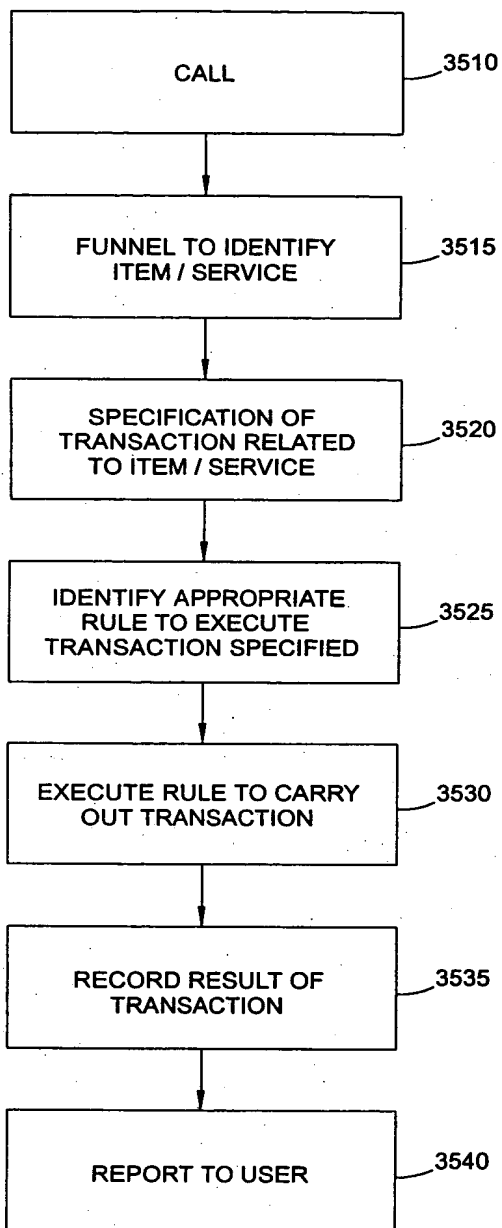 CALL
3510
FUNNEL TO IDENTIFY
ITEM / SERVICE
3515
SPECIFICATION OF
TRANSACTION RELATED
TO ITEM / SERVICE
3520
IDENTIFY APPROPRIATE
RULE TO EXECUTE
TRANSACTION SPECIFIED
3525
EXECUTE RULE TO CARRY
OUT TRANSACTION
3530
RECORD RESULT OF
TRANSACTION
3535
REPORT TO USER
3540